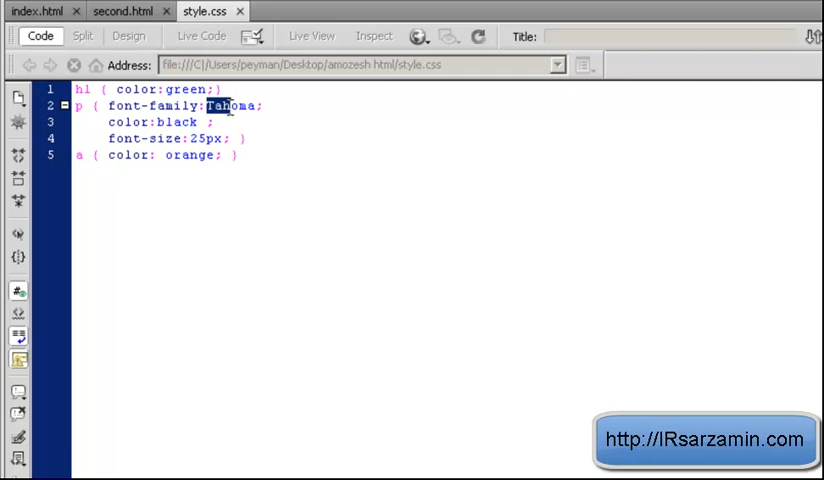 index.html × second.html × style.css ×
Code Split Design Live Code Live View Inspect Title:
Address: file:///C|/Users/peyman/Desktop/amozesh html/style.css
1 h1 { color:green;}
2 p { font-family:Tahoma;
3 color:black ;
4 font-size:25px; }
5 a { color: orange; }
http://IRsarzamin.com